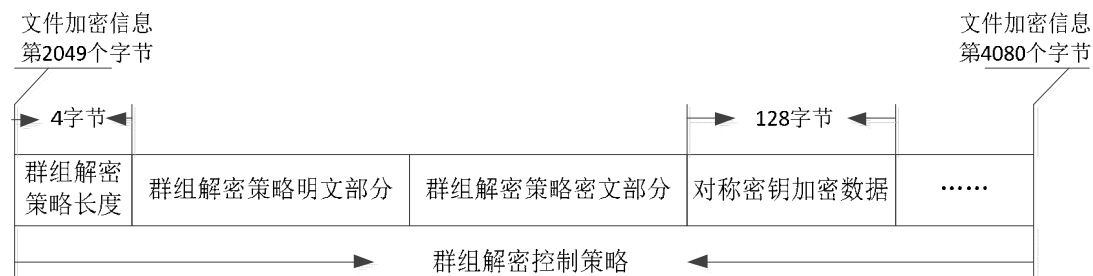 文件加密信息
第2049个字节
文件加密信息
第4080个字节
4字节
128字节
群组解密
策略长度
群组解密策略明文部分
群组解密策略密文部分
对称密钥加密数据
……
群组解密控制策略